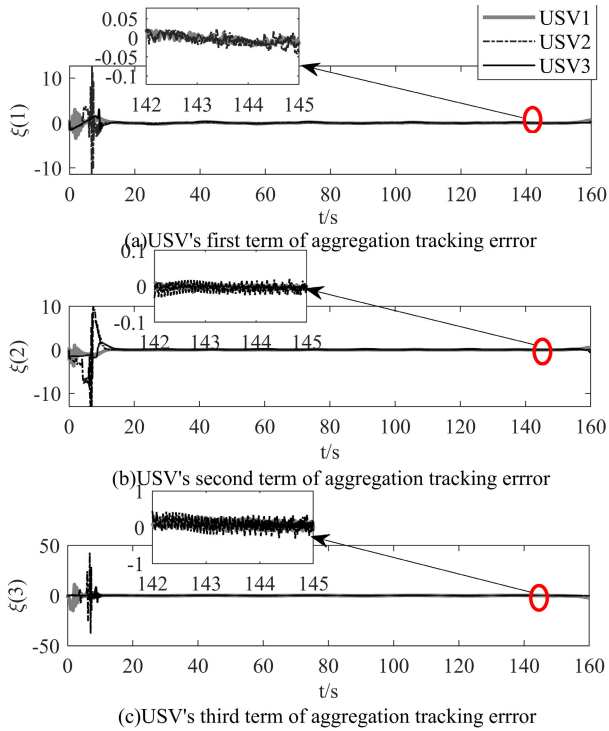 USV1
USV2
USV3
0.05
0
-0.05
-0.1
142 143 144 145
10
0
-10
ξ(1)
0 20 40 60 80 100 120 140 160
t/s
(a)USV's first term of aggregation tracking errror
0.1
0
-0.1
142 143 144 145
10
0
-10
ξ(2)
0 20 40 60 80 100 120 140 160
t/s
(b)USV's second term of aggregation tracking errror
1
0
-1
142 143 144 145
50
0
-50
ξ(3)
0 20 40 60 80 100 120 140 160
t/s
(c)USV's third term of aggregation tracking errror